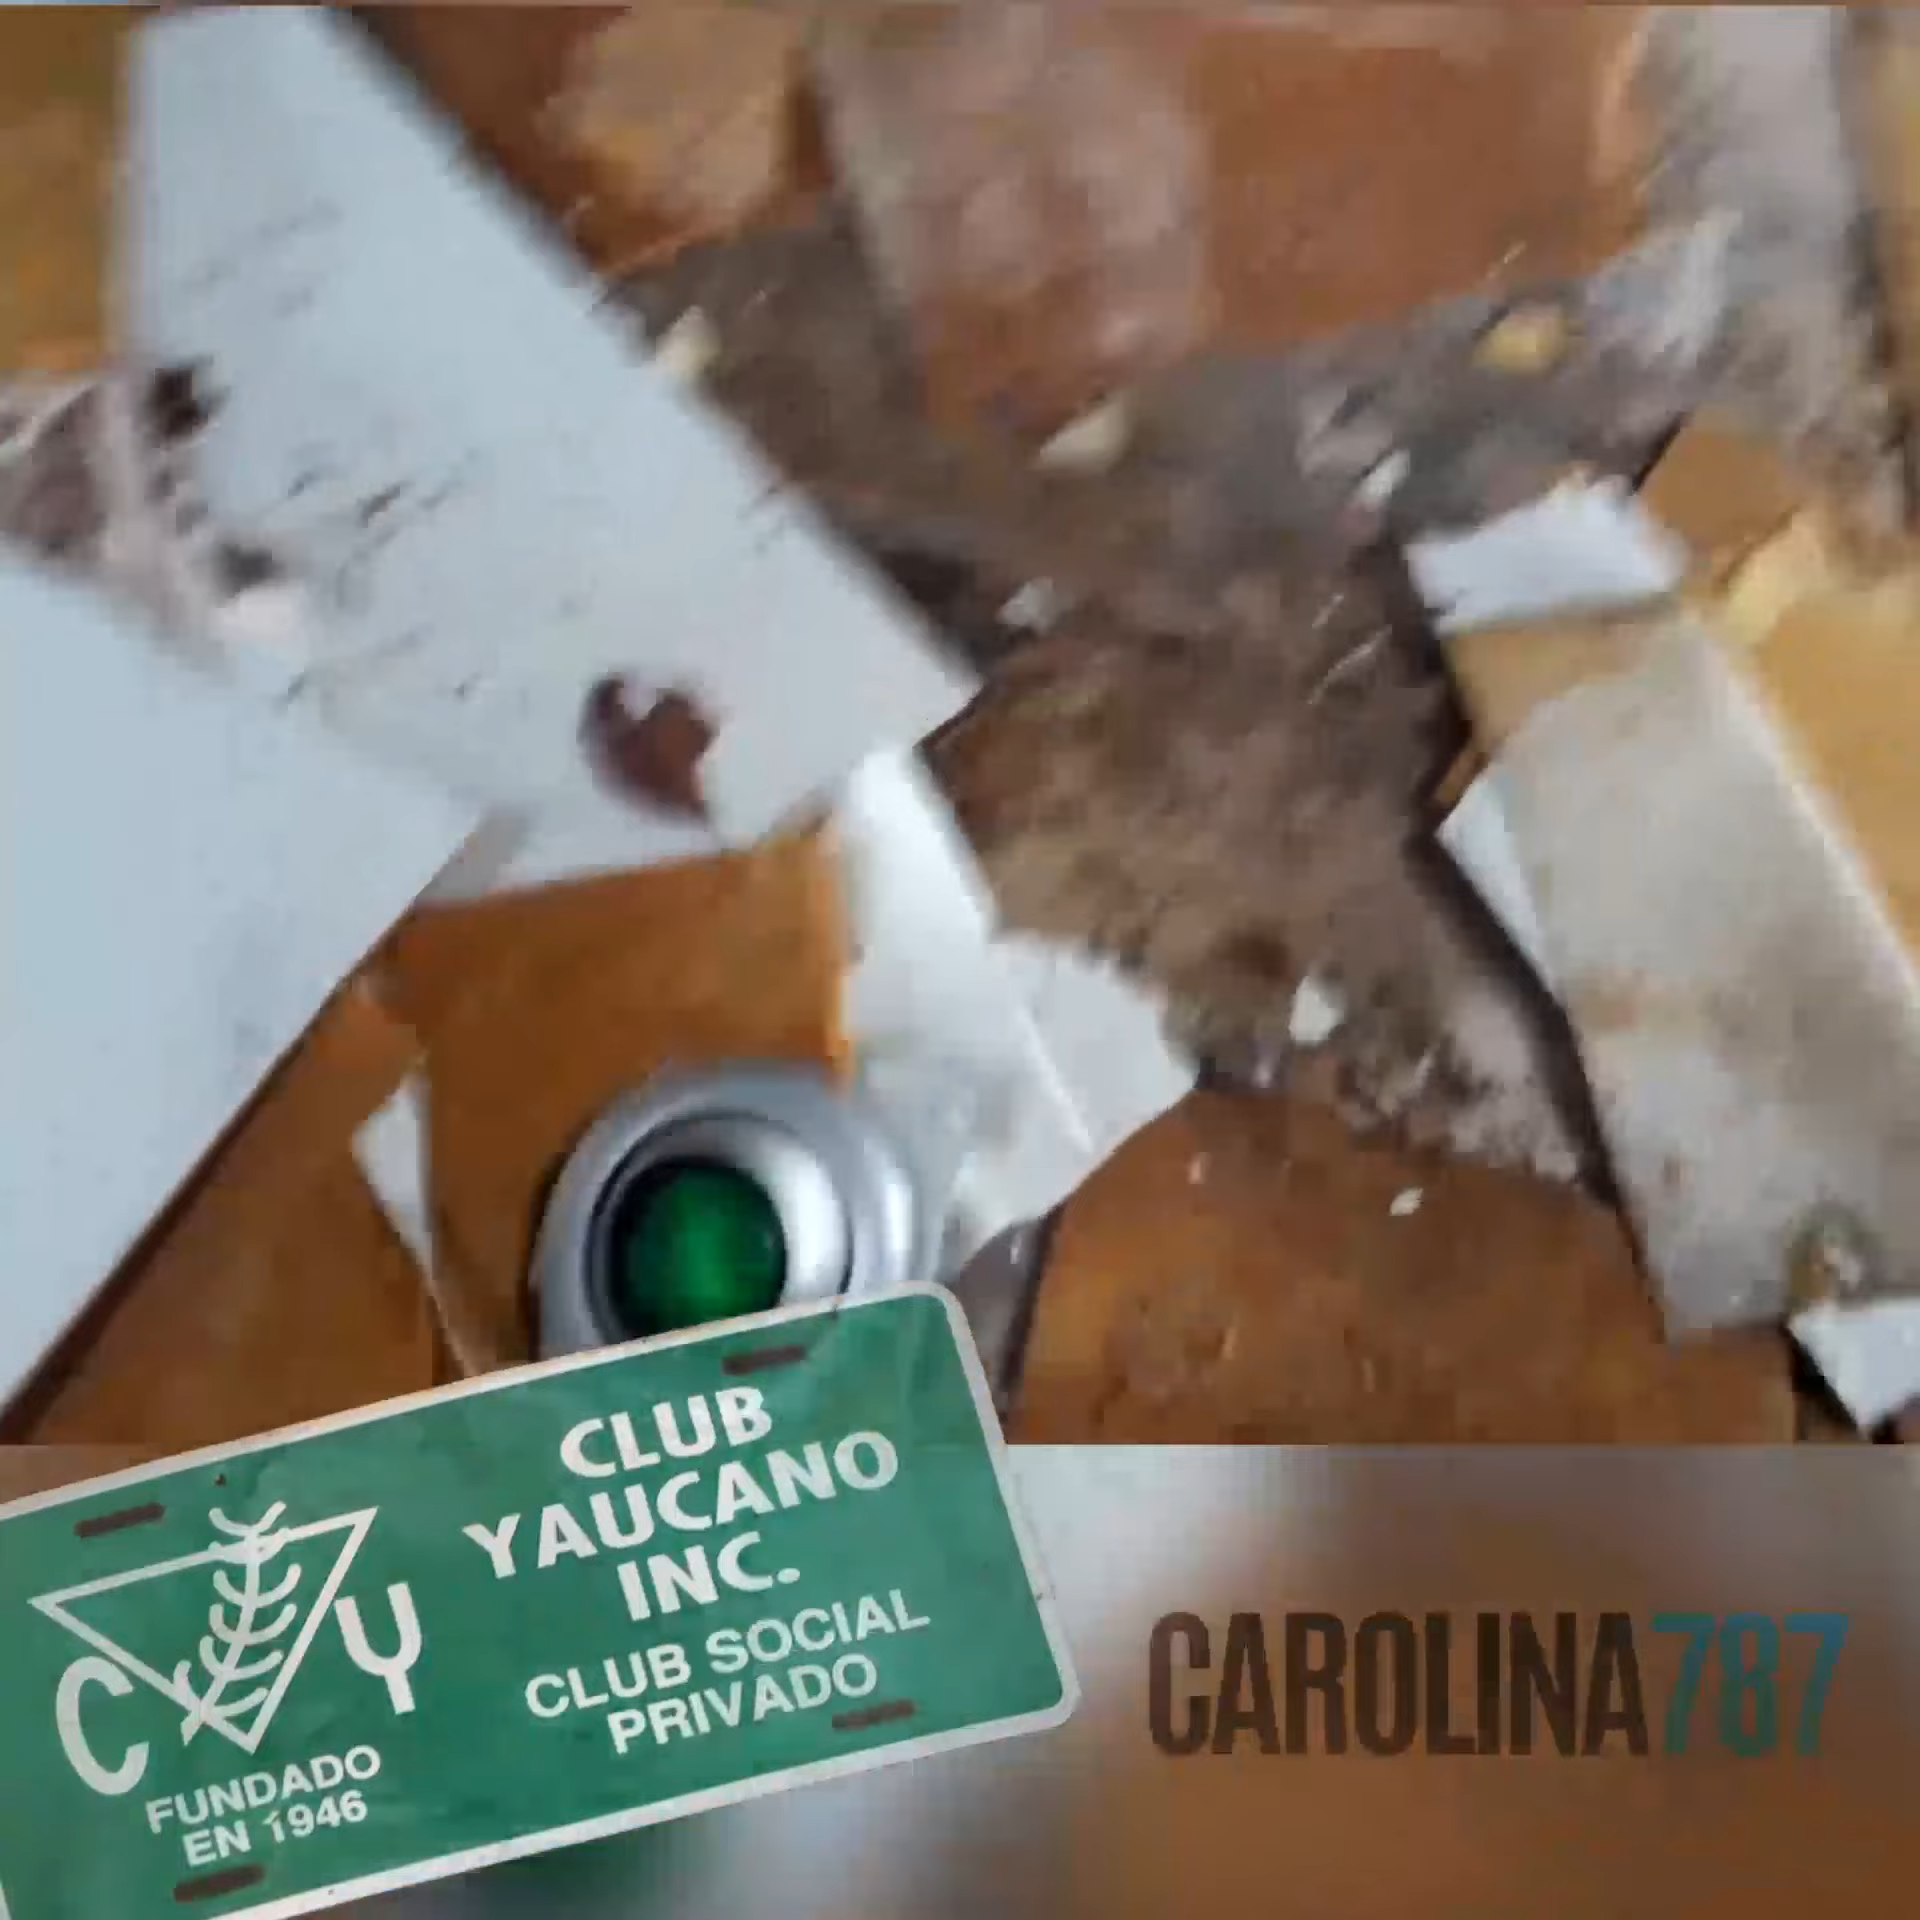 CLUB
YAUCANO
INC.
CLUB SOCIAL
PRIVADO
C Y
FUNDADO
EN 1946
CAROLINA787